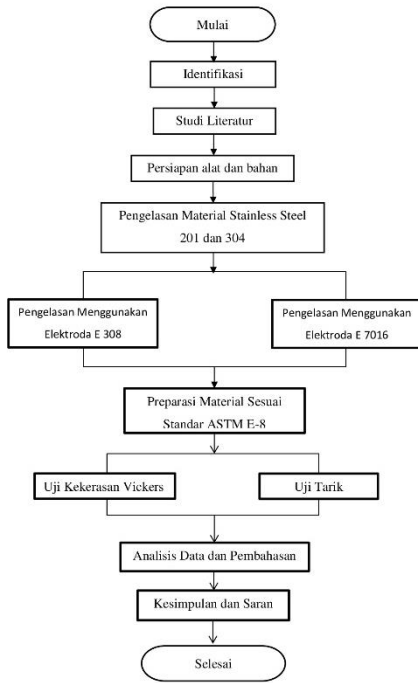 Mulai
Identifikasi
Studi Literatur
Persiapan alat dan bahan
Pengelasan Material Stainless Steel
201 dan 304
Pengelasan Menggunakan
Elektroda E 308
Pengelasan Menggunakan
Elektroda E 7016
Preparasi Material Sesuai
Standar ASTM E-8
Uji Kekerasan Vickers
Uji Tarik
Analisis Data dan Pembahasan
Kesimpulan dan Saran
Selesai